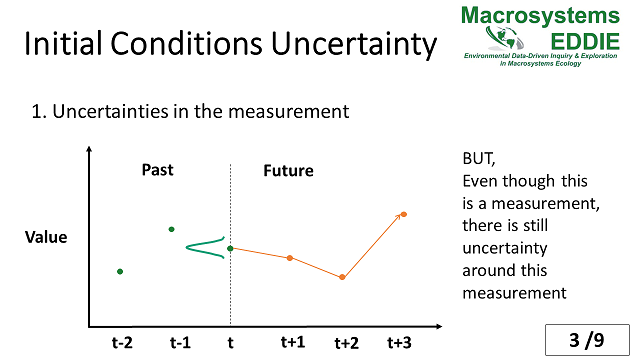 Initial Conditions Uncertainty
Macrosystems
EDDIE
Environmental Data-Driven Inquiry & Exploration
in Macrosystems Ecology
1. Uncertainties in the measurement
Past
Future
Value
t-2
t-1
t
t+1
t+2
t+3
BUT,
Even though this
is a measurement,
there is still
uncertainty
around this
measurement
3 /9